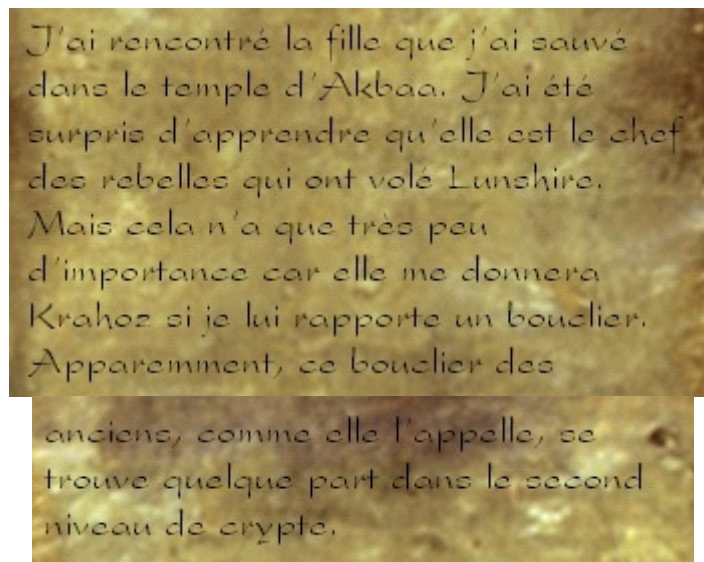 J'ai rencontré la fille que j'ai sauvé
dans le temple d'Akbaa. J'ai été
surpris d'apprendre qu'elle est le chef
des rebelles qui ont volé Lunshire.
Mais cela n'a que très peu
d'importance car elle me donnera
Krahoz si je lui rapporte un bouclier.
Apparemment, ce bouclier des
anciens, comme elle l'appelle, se
trouve quelque part dans le second
niveau de crypte.